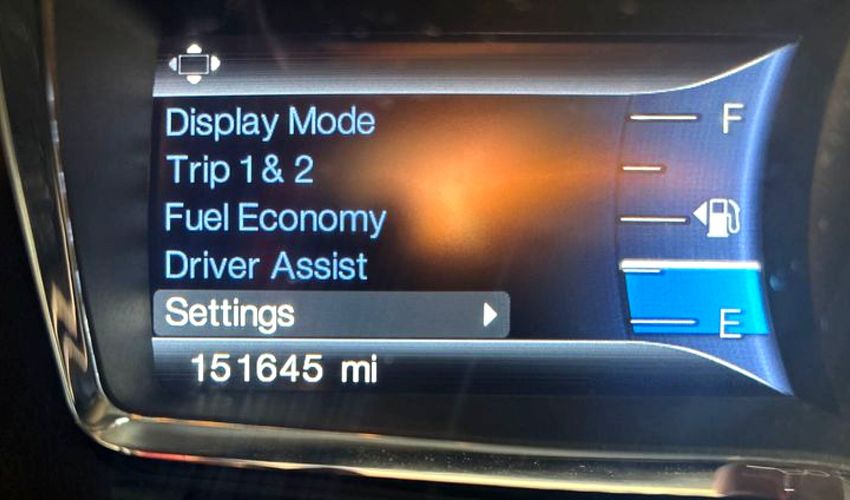 Display Mode
Trip 1 & 2
Fuel Economy
Driver Assist
Settings
151645 mi
F
E